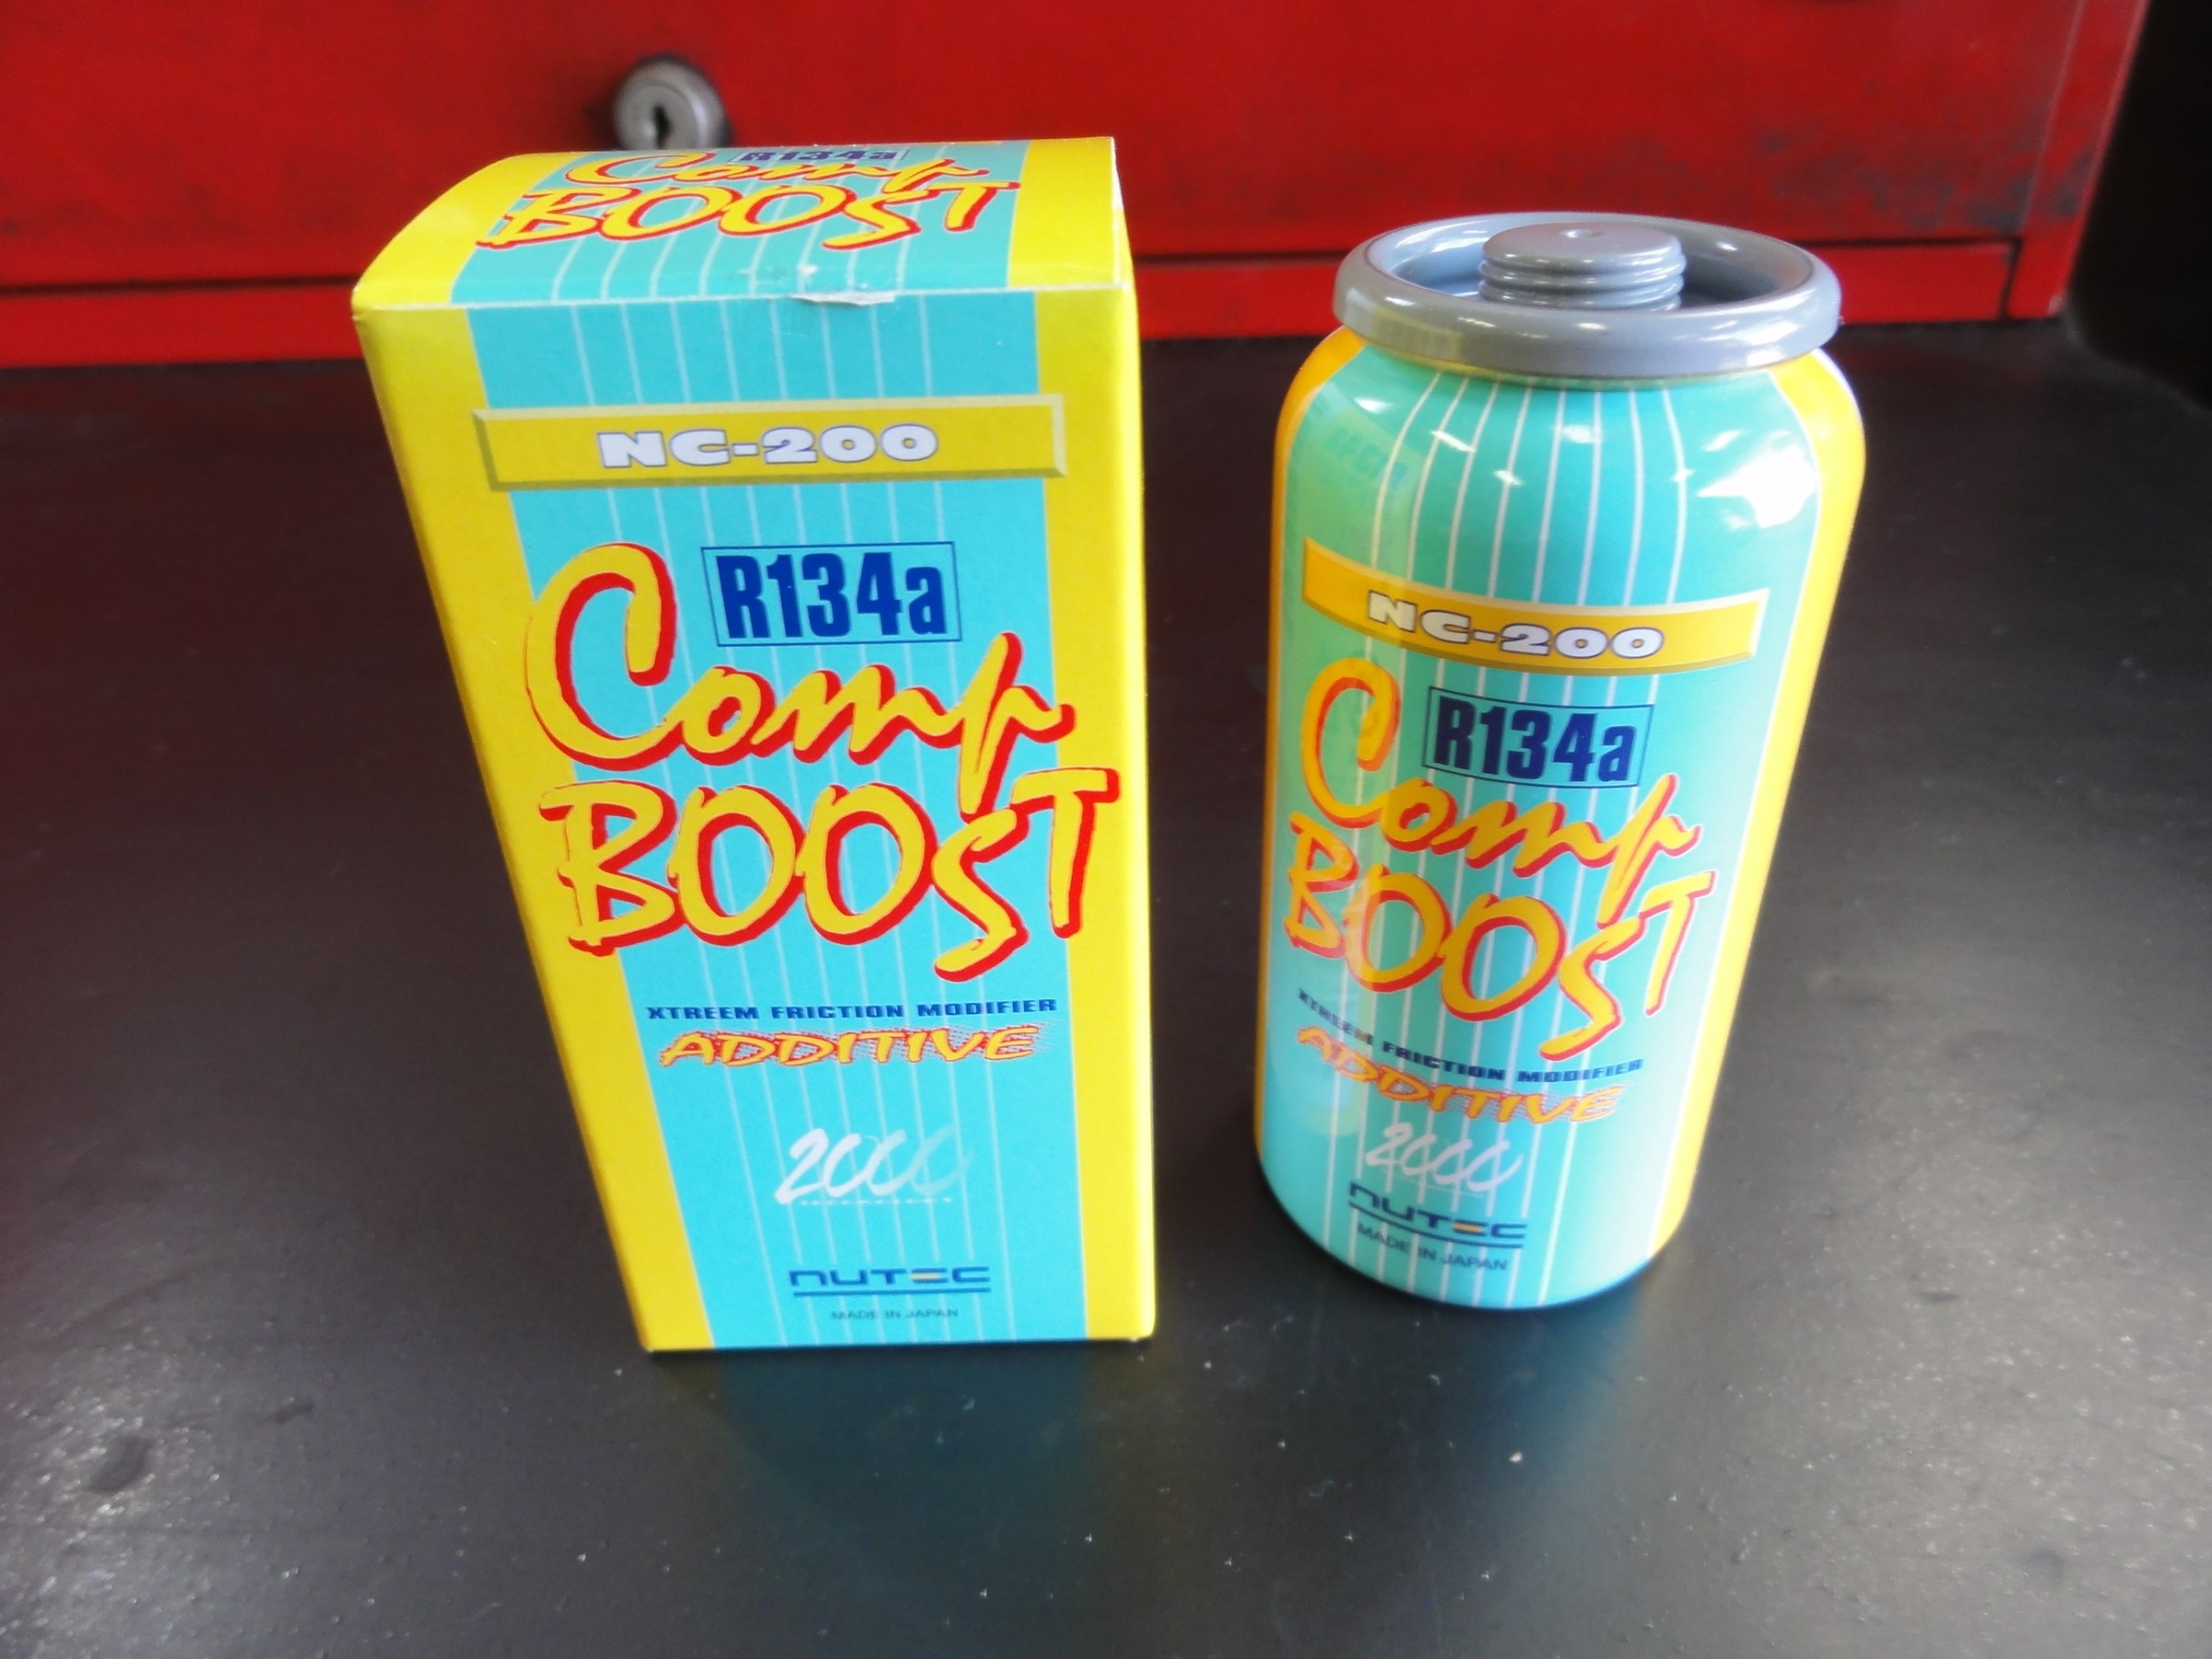 R134a
Comp
BOOST
NC-200
R134a
Comp
BOOST
XTREEM FRICTION MODIFIER
ADDITIVE
2000
NUTEC
MADE IN JAPAN
NC-200
R134a
Comp
BOOST
XTREEM FRICTION MODIFIER
ADDITIVE
2000
NUTEC
MADE IN JAPAN